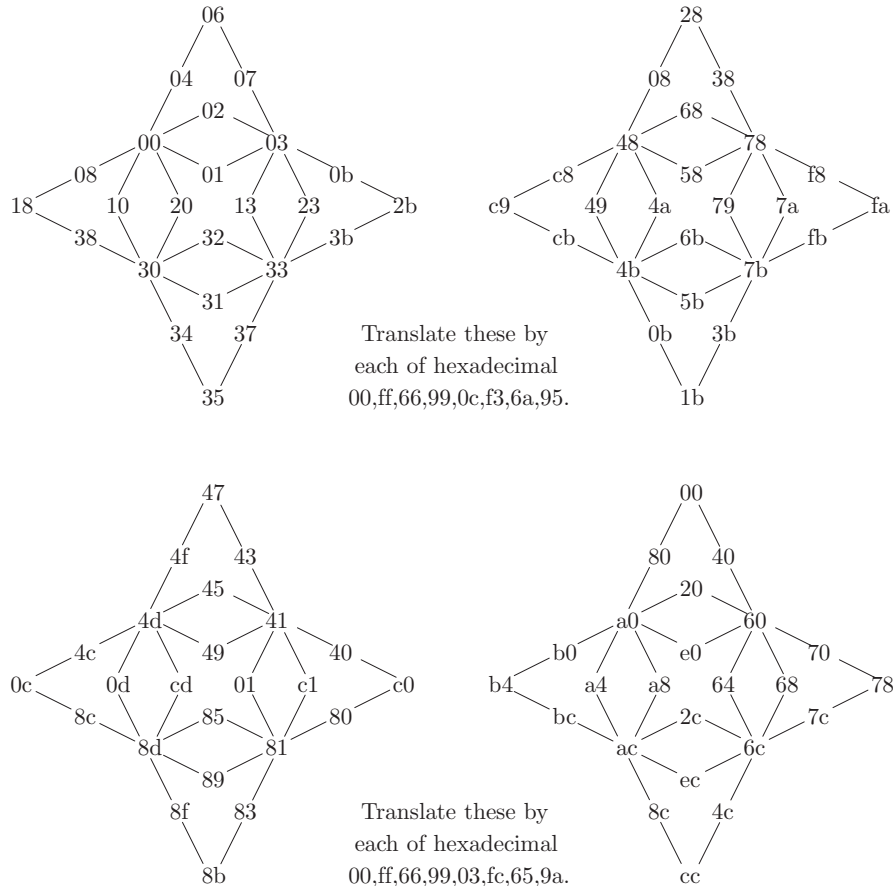 06 28
04 07 08 38
02 68
00 03 48 78
08 01 0b c8 58 f8
18 10 20 13 23 2b c9 49 4a 79 7a fa
38 32 3b cb 6b fb
30 33 4b 7b
31 5b
34 37 Translate these by 0b 3b
each of hexadecimal
35 00,ff,66,99,0c,f3,6a,95. 1b
47 00
4f 43 80 40
45 20
4d 41 a0 60
4c 49 40 b0 e0 70
0c 0d cd 01 c1 c0 b4 a4 a8 64 68 78
8c 85 80 bc 2c 7c
8d 81 ac 6c
89 ec
8f 83 Translate these by 8c 4c
each of hexadecimal
8b 00,ff,66,99,03,fc,65,9a. cc